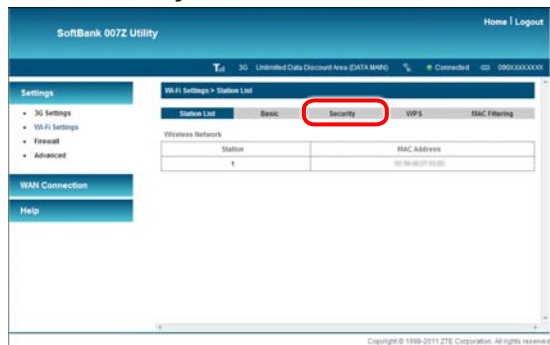 Home | Logout
SoftBank 007Z Utility
3G Unlimited Data Discount Area (DATA MAIN) Connected 090XXXXXXXX
Settings
• 3G Settings
• Wi-Fi Settings
• Firewall
• Advanced
WAN Connection
Help
Wi-Fi Settings > Station List
Station List Basic Security WPS MAC Filtering
Wireless Network
Station MAC Address
1
Copyright © 1998-2011 ZTE Corporation. All rights reserved